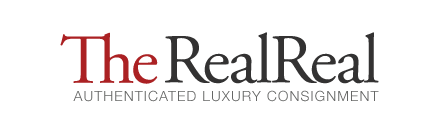 The RealReal
AUTHENTICATED LUXURY CONSIGNMENT